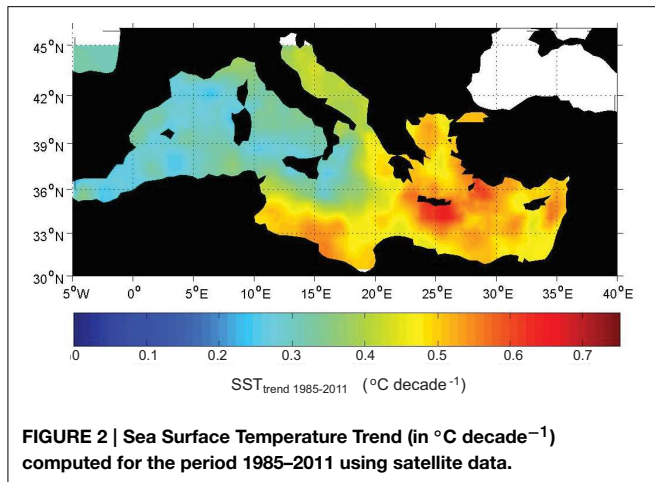 45°N
42°N
39°N
36°N
33°N
30°N
5°W 0° 5°E 10°E 15°E 20°E 25°E 30°E 35°E 40°E
.0 0.1 0.2 0.3 0.4 0.5 0.6 0.7
SST trend 1985-2011 (°C decade⁻¹)
FIGURE 2 | Sea Surface Temperature Trend (in °C decade⁻¹)
computed for the period 1985–2011 using satellite data.